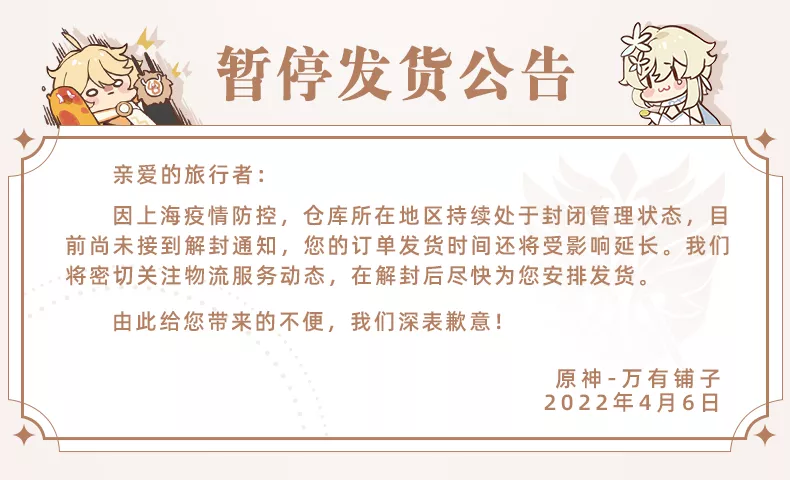 暂停发货公告
亲爱的旅行者：
因上海疫情防控，仓库所在地区持续处于封闭管理状态，目
前尚未接到解封通知，您的订单发货时间还将受影响延长。我们
将密切关注物流服务动态，在解封后尽快为您安排发货。
由此给您带来的不便，我们深表歉意！
原神-万有铺子
2022年4月6日